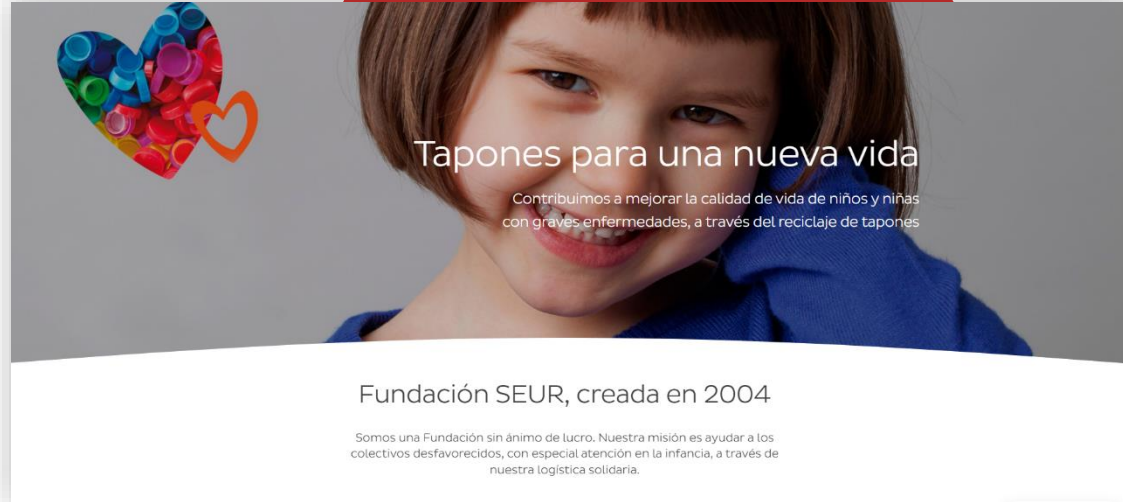 Tapones para una nueva vida
Contribuimos a mejorar la calidad de vida de niños y niñas
con graves enfermedades, a través del reciclaje de tapones
Fundación SEUR, creada en 2004
Somos una Fundación sin ánimo de lucro. Nuestra misión es ayudar a los
colectivos desfavorecidos, con especial atención en la infancia, a través de
nuestra logística solidaria.